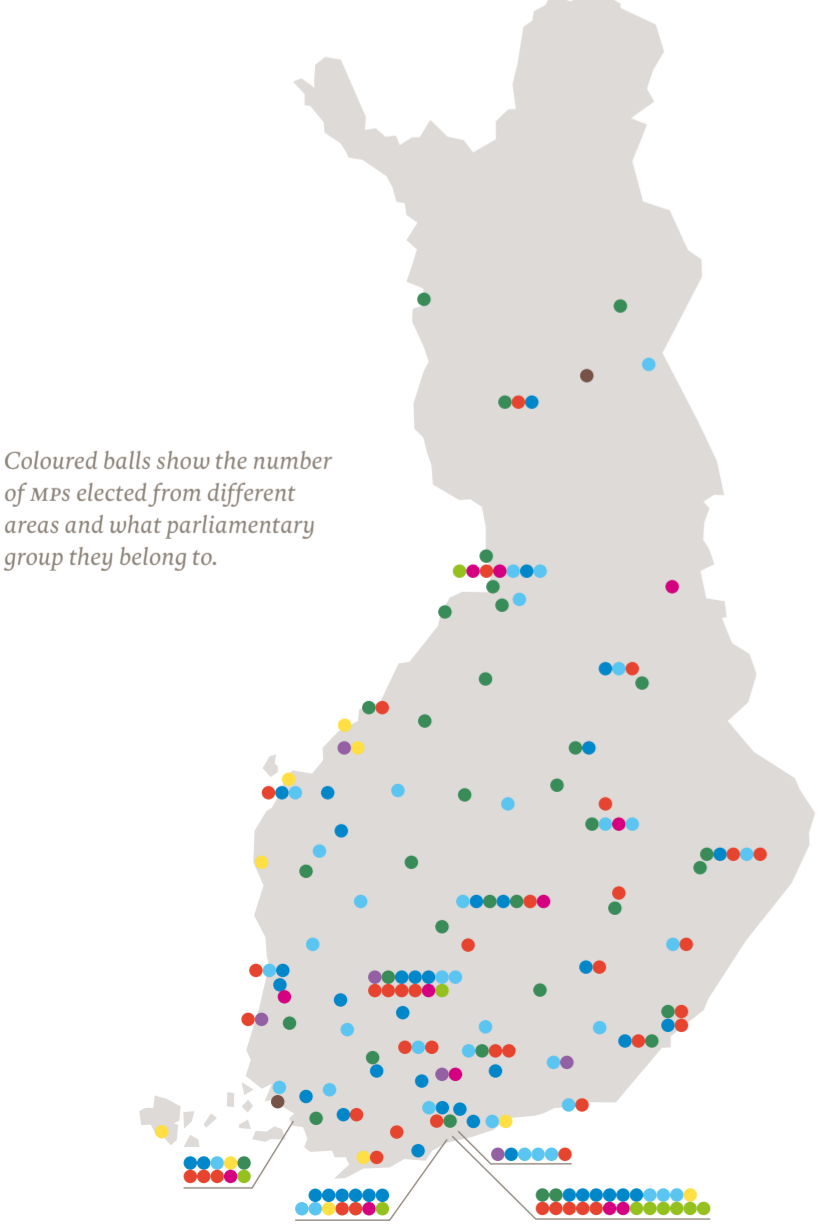 Coloured balls show the number
of MPs elected from different
areas and what parliamentary
group they belong to.